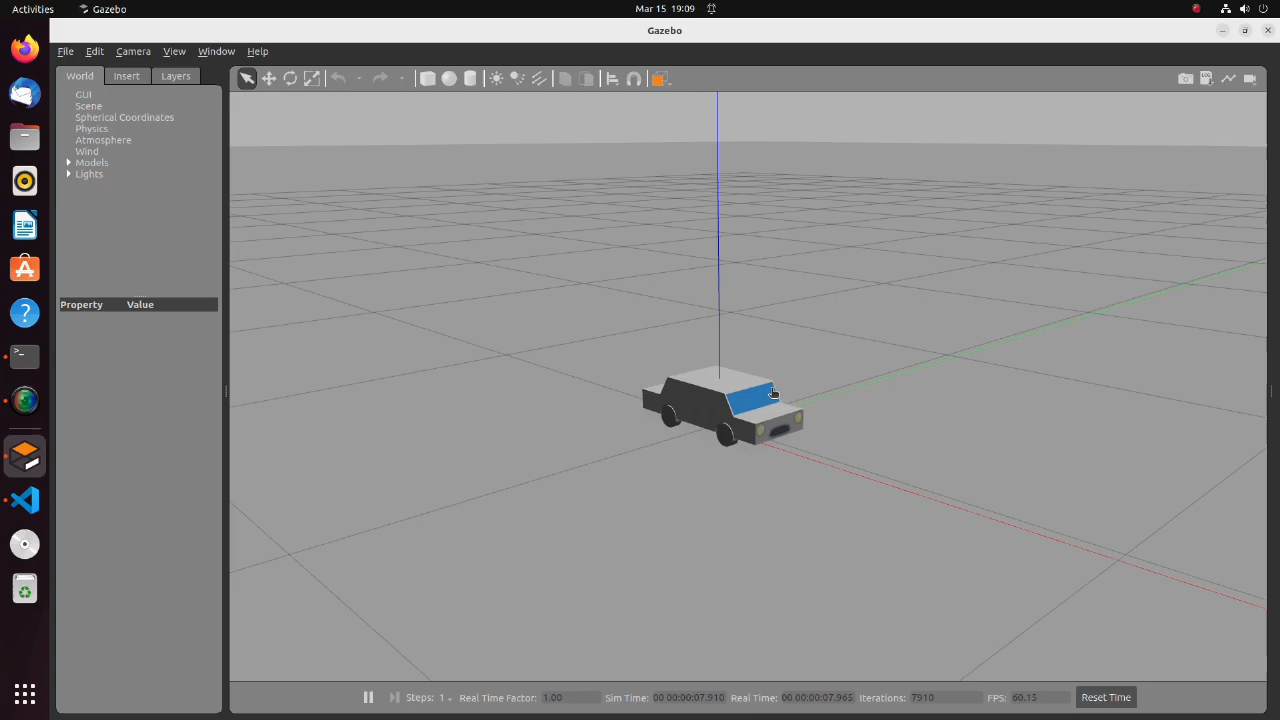 Activities Gazebo Mar 15 19:09
Gazebo
File Edit Camera View Window Help
World Insert Layers
GUI
Scene
Spherical Coordinates
Physics
Atmosphere
Wind
Models
Lights
Property Value
Steps: 1 Real Time Factor: 1.00 Sim Time: 00 00:00:07.910 Real Time: 00 00:00:07.965 Iterations: 7910 FPS: 60.15 Reset Time